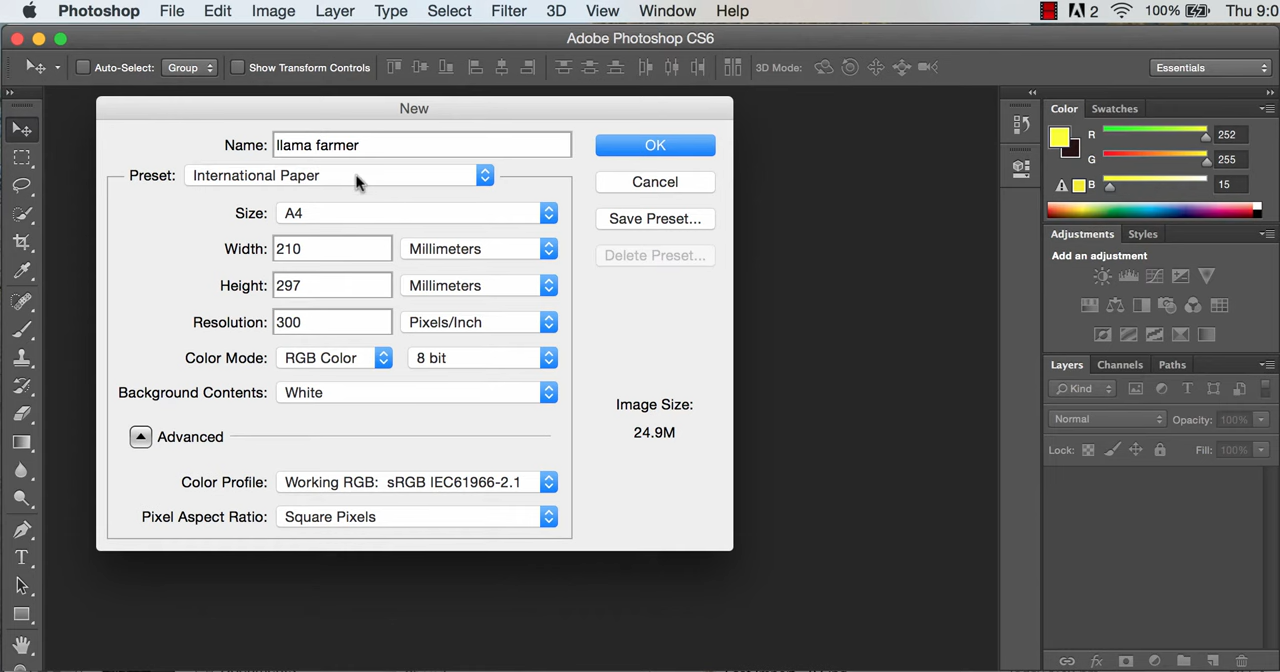 Photoshop File Edit Image Layer Type Select Filter 3D View Window Help 2 100% Thu 9:0
Adobe Photoshop CS6
Auto-Select: Group Show Transform Controls 3D Mode: Essentials
New
Name: llama farmer OK
Preset: International Paper Cancel
Size: A4 Save Preset...
Width: 210 Millimeters Delete Preset...
Height: 297 Millimeters
Resolution: 300 Pixels/Inch
Color Mode: RGB Color 8 bit
Background Contents: White
Image Size:
24.9M
Advanced
Color Profile: Working RGB: sRGB IEC61966-2.1
Pixel Aspect Ratio: Square Pixels
Color Swatches
R 252
G 255
B 15
Adjustments Styles
Add an adjustment
Layers Channels Paths
Kind T
Normal Opacity: 100%
Lock: Fill: 100%
T
fx